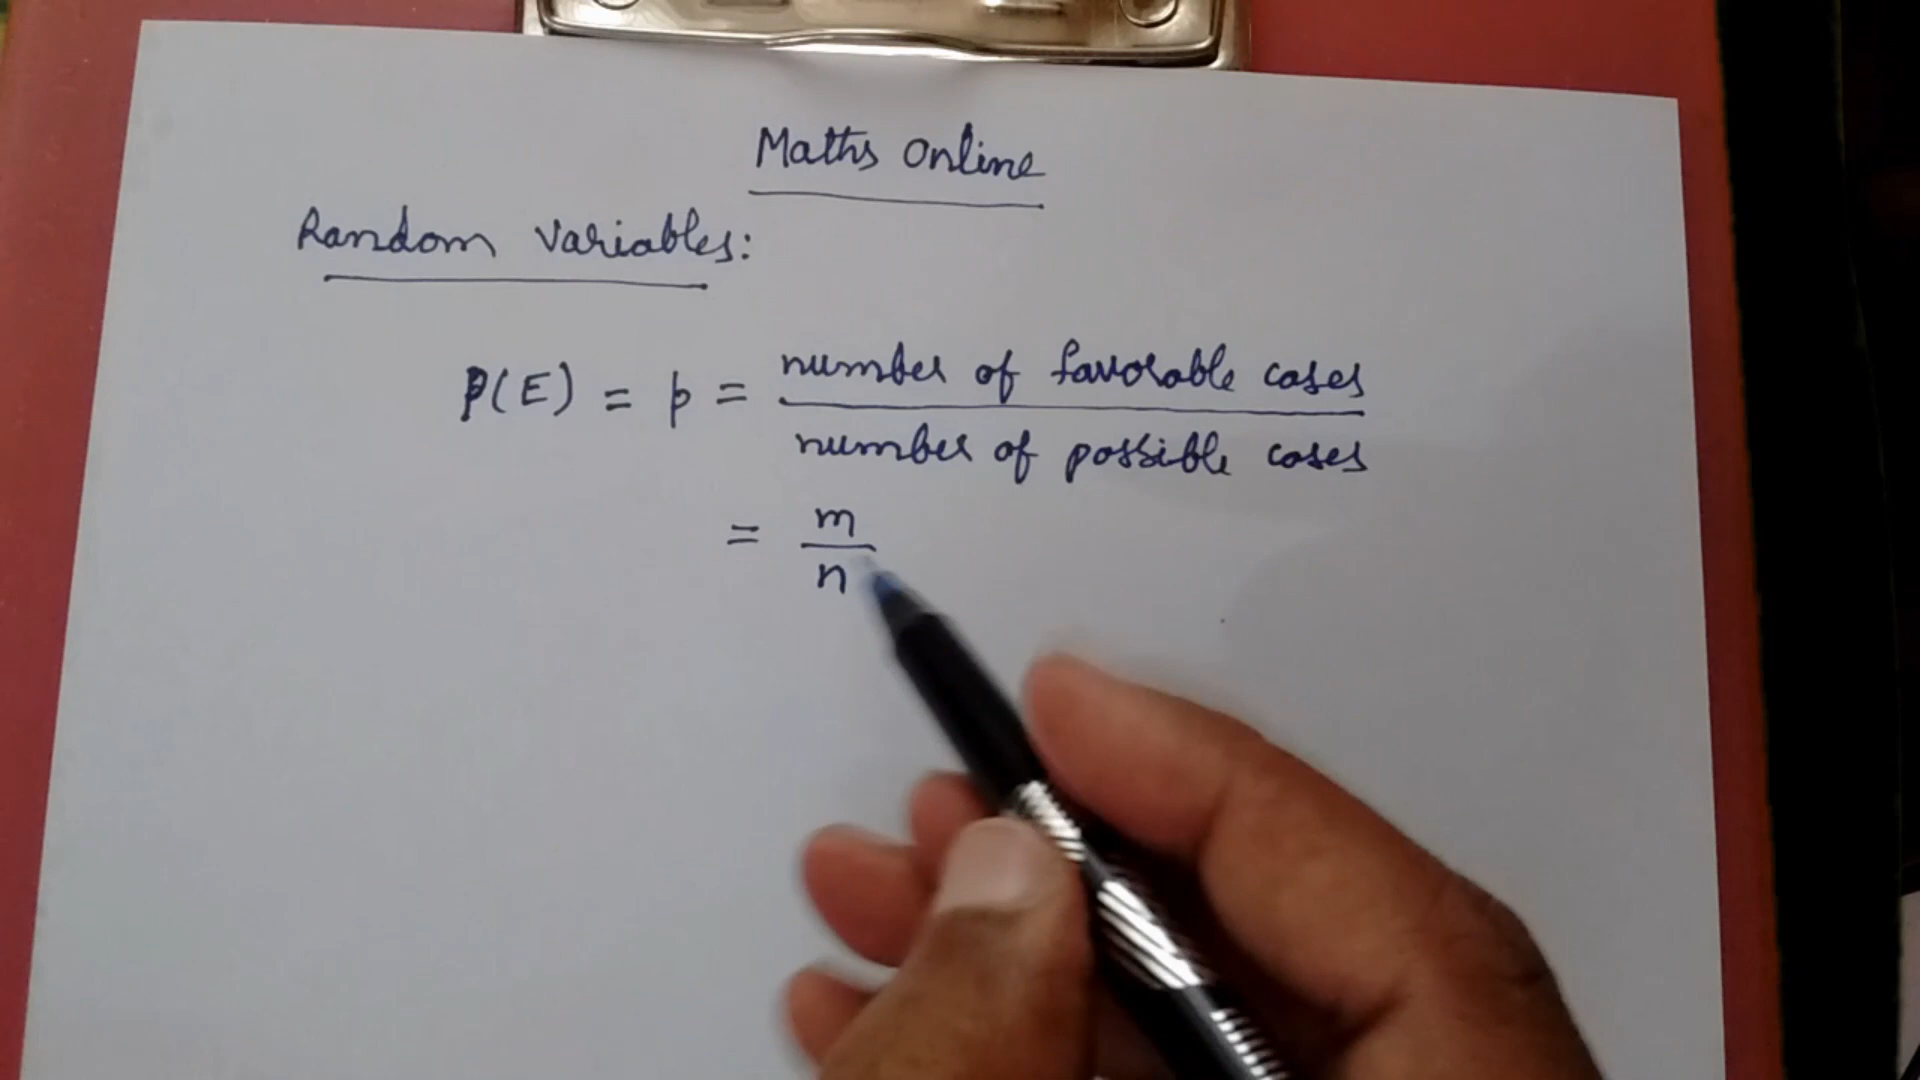 Maths Online
Random Variables:
P(E) = p = number of favorable cases
number of possible cases
= m
n